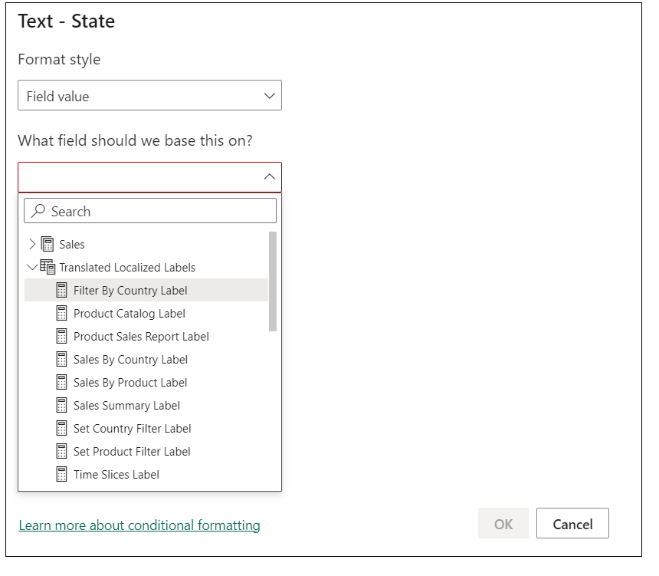 Text - State
Format style
Field value
What field should we base this on?
Search
Sales
Translated Localized Labels
Filter By Country Label
Product Catalog Label
Product Sales Report Label
Sales By Country Label
Sales By Product Label
Sales Summary Label
Set Country Filter Label
Set Product Filter Label
Time Slices Label
Learn more about conditional formatting
OK
Cancel